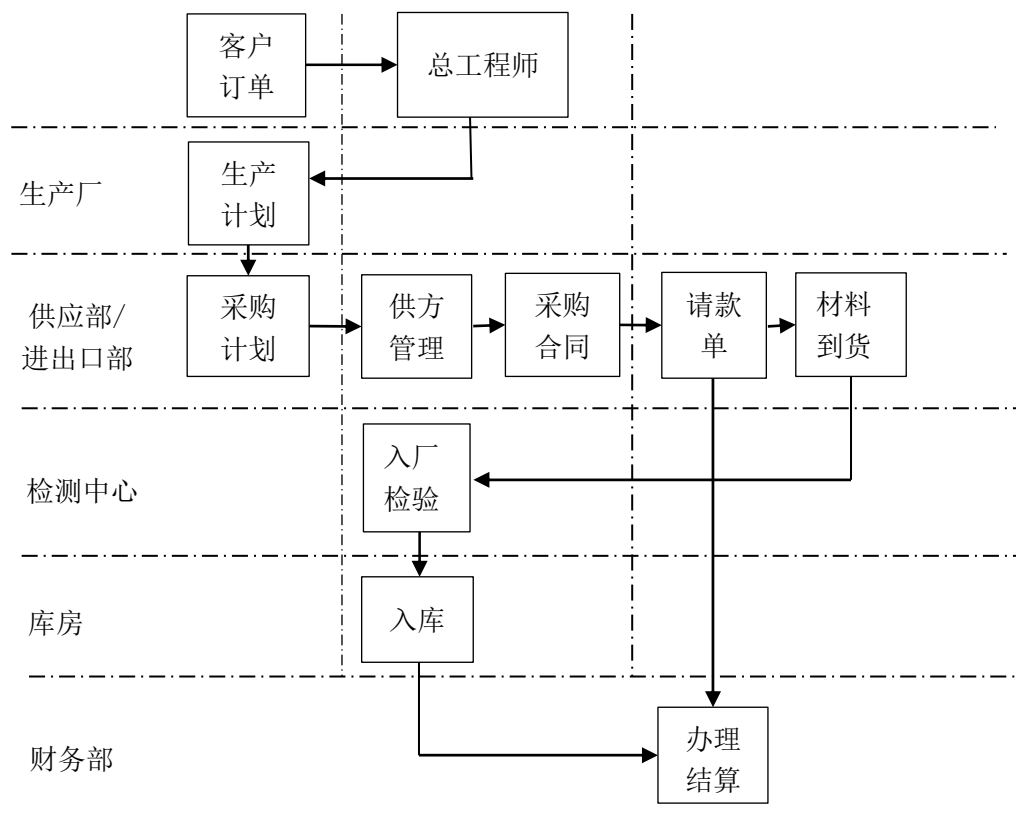 客户
订单
总工程师
生产厂
生产
计划
供应部/
进出口部
采购
计划
供方
管理
采购
合同
请款
单
材料
到货
检测中心
入厂
检验
库房
入库
财务部
办理
结算